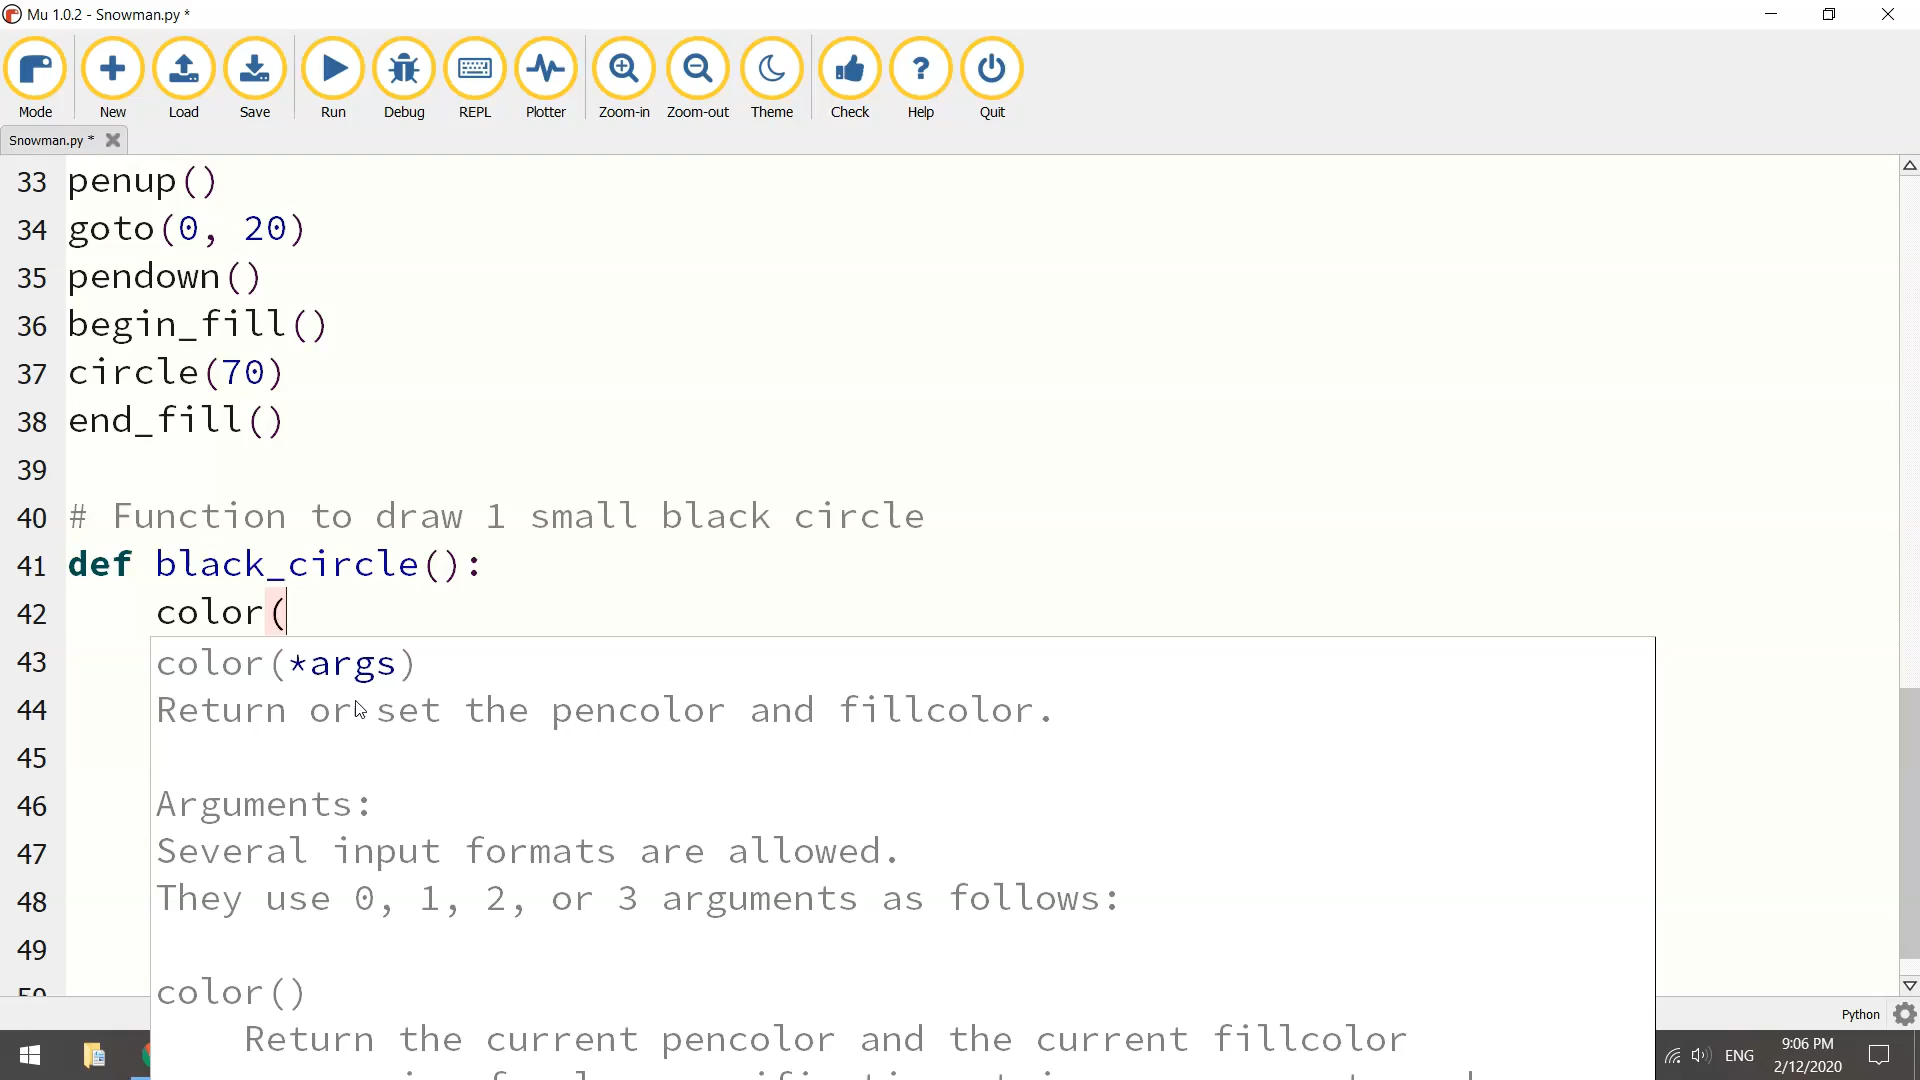 Mu 1.0.2 - Snowman.py *
Mode New Load Save Run Debug REPL Plotter Zoom-in Zoom-out Theme Check Help Quit
Snowman.py *
33 penup()
34 goto(0, 20)
35 pendown()
36 begin_fill()
37 circle(70)
38 end_fill()
39
40 # Function to draw 1 small black circle
41 def black_circle():
42 color(
43 color(*args)
44 Return or set the pencolor and fillcolor.
45
46 Arguments:
47 Several input formats are allowed.
48 They use 0, 1, 2, or 3 arguments as follows:
49
50 color()
Return the current pencolor and the current fillcolor
Python
ENG
9:06 PM
2/12/2020